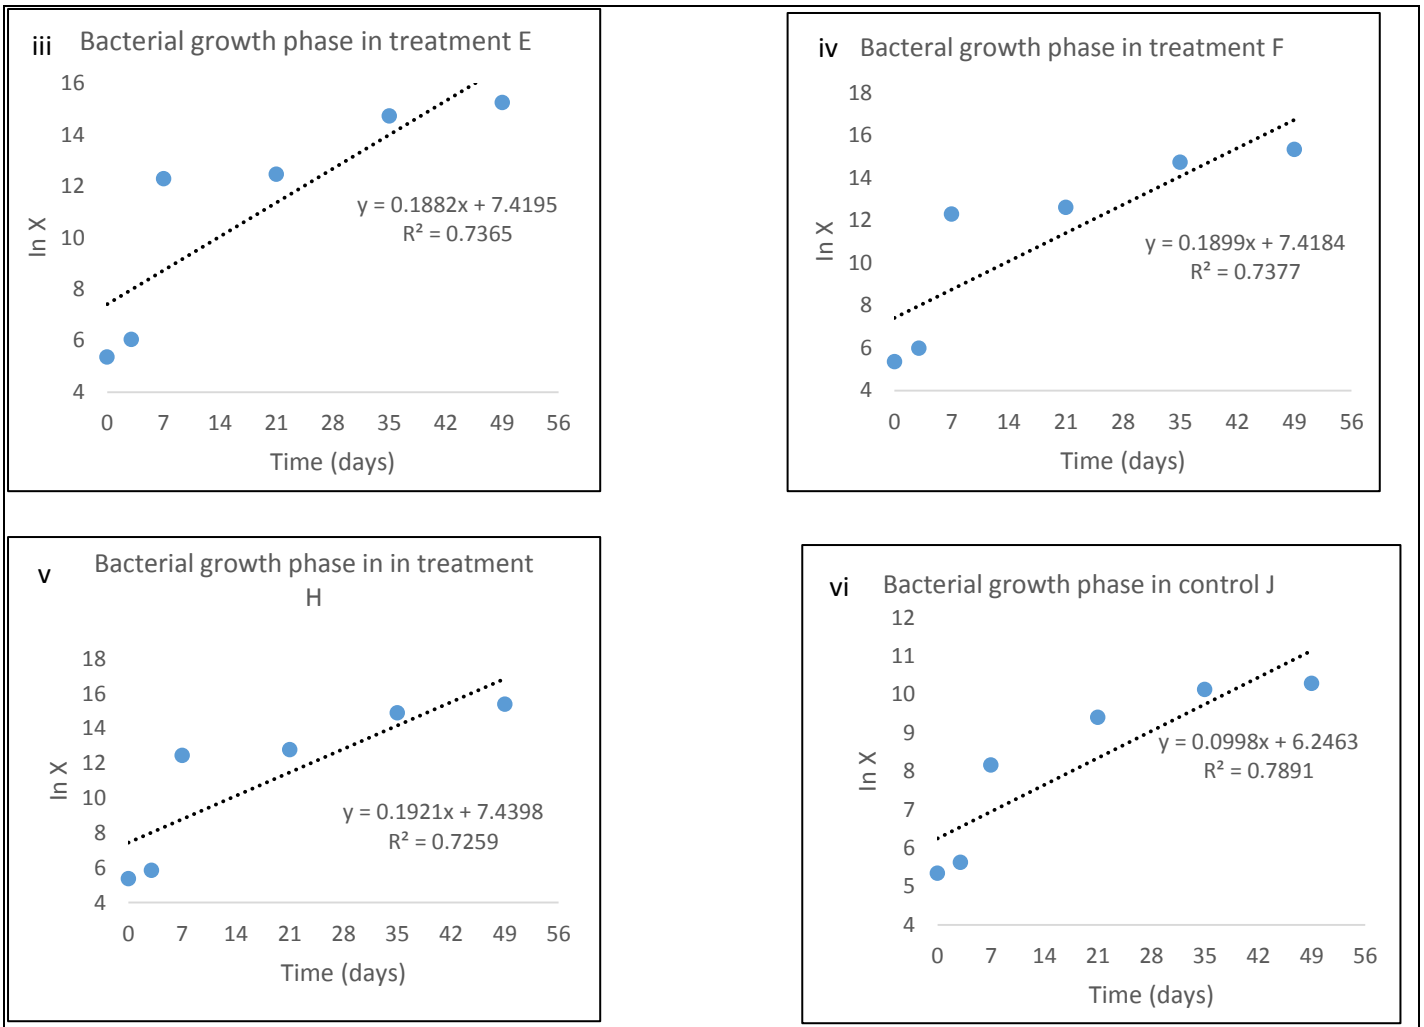 iii Bacterial growth phase in treatment E
16
14
12
10
8
6
4
ln X
y = 0.1882x + 7.4195
R² = 0.7365
0 7 14 21 28 35 42 49 56
Time (days)
iv Bacteral growth phase in treatment F
18
16
14
12
10
8
6
4
ln X
y = 0.1899x + 7.4184
R² = 0.7377
0 7 14 21 28 35 42 49 56
Time (days)
v Bacterial growth phase in in treatment
H
18
16
14
12
10
8
6
4
ln X
y = 0.1921x + 7.4398
R² = 0.7259
0 7 14 21 28 35 42 49 56
Time (days)
vi Bacterial growth phase in control J
12
11
10
9
8
7
6
5
4
ln X
y = 0.0998x + 6.2463
R² = 0.7891
0 7 14 21 28 35 42 49 56
Time (days)